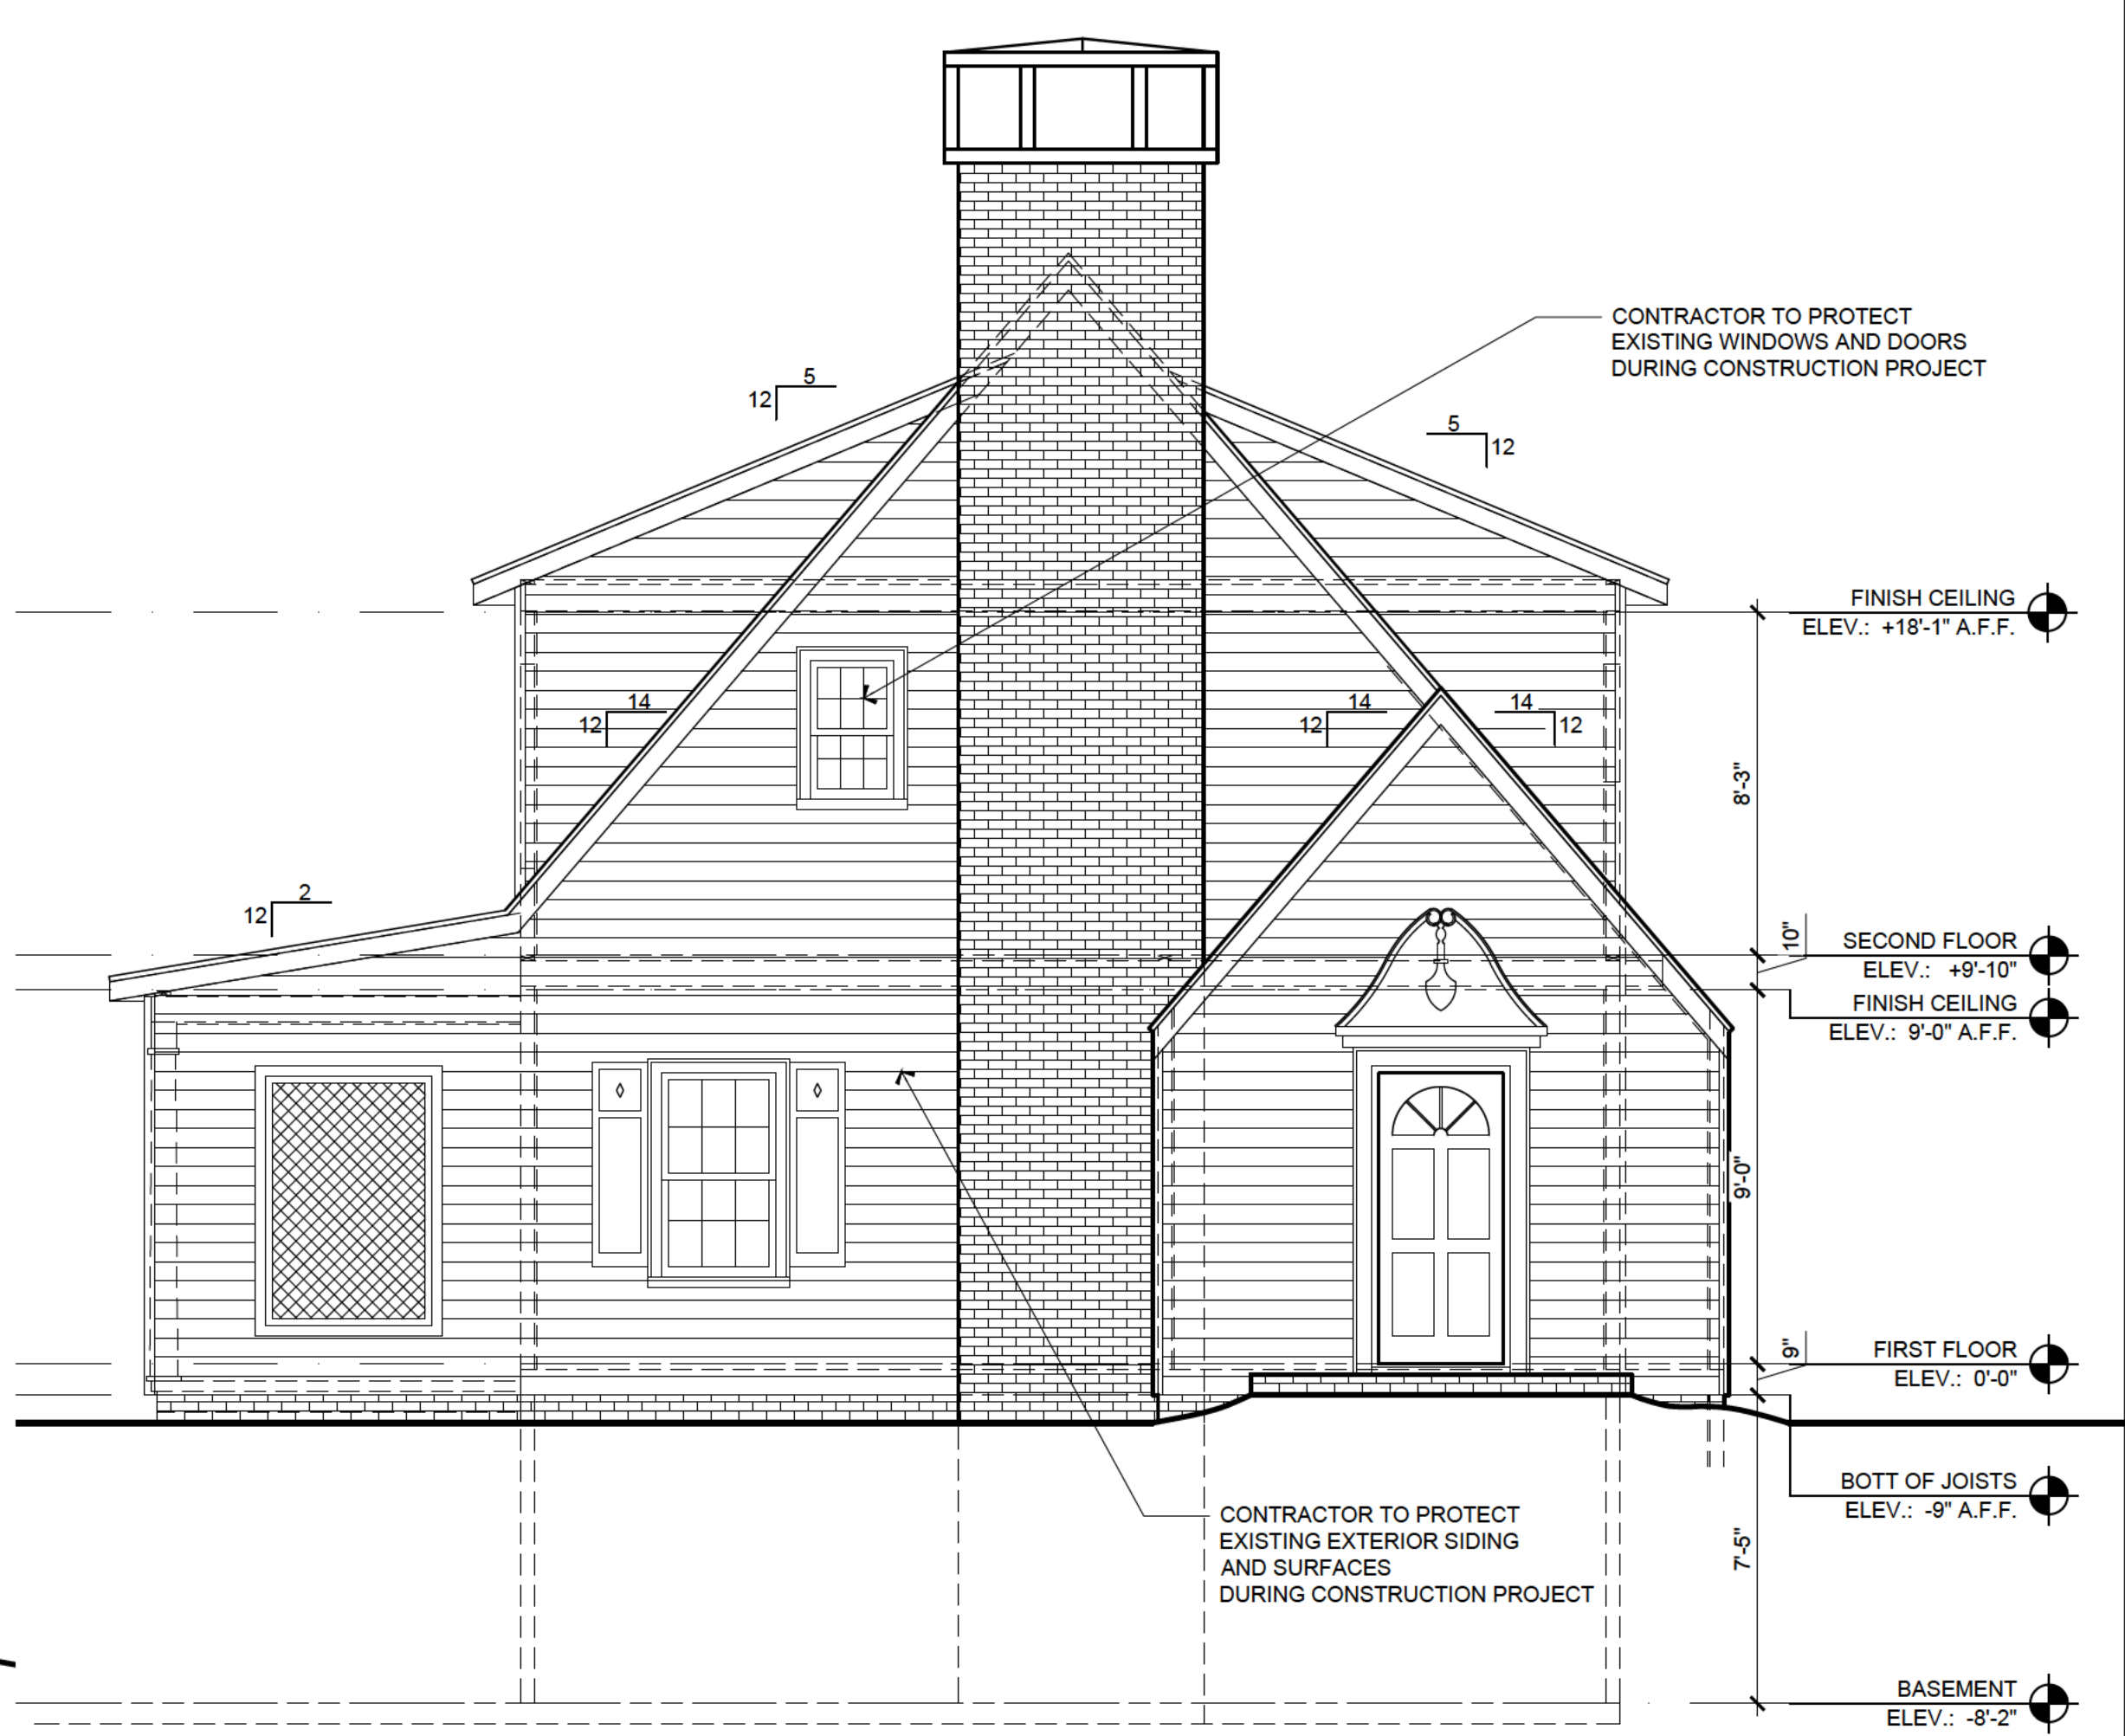 CONTRACTOR TO PROTECT
EXISTING WINDOWS AND DOORS
DURING CONSTRUCTION PROJECT
5
12
5
12
FINISH CEILING
ELEV.: +18'-1" A.F.F.
14
12
14
12
14
12
8'-3"
2
12
10"
SECOND FLOOR
ELEV.: +9'-10"
FINISH CEILING
ELEV.: 9'-0" A.F.F.
9'-0"
9"
FIRST FLOOR
ELEV.: 0'-0"
BOTT OF JOISTS
ELEV.: -9" A.F.F.
CONTRACTOR TO PROTECT
EXISTING EXTERIOR SIDING
AND SURFACES
DURING CONSTRUCTION PROJECT
7'-5"
BASEMENT
ELEV.: -8'-2"